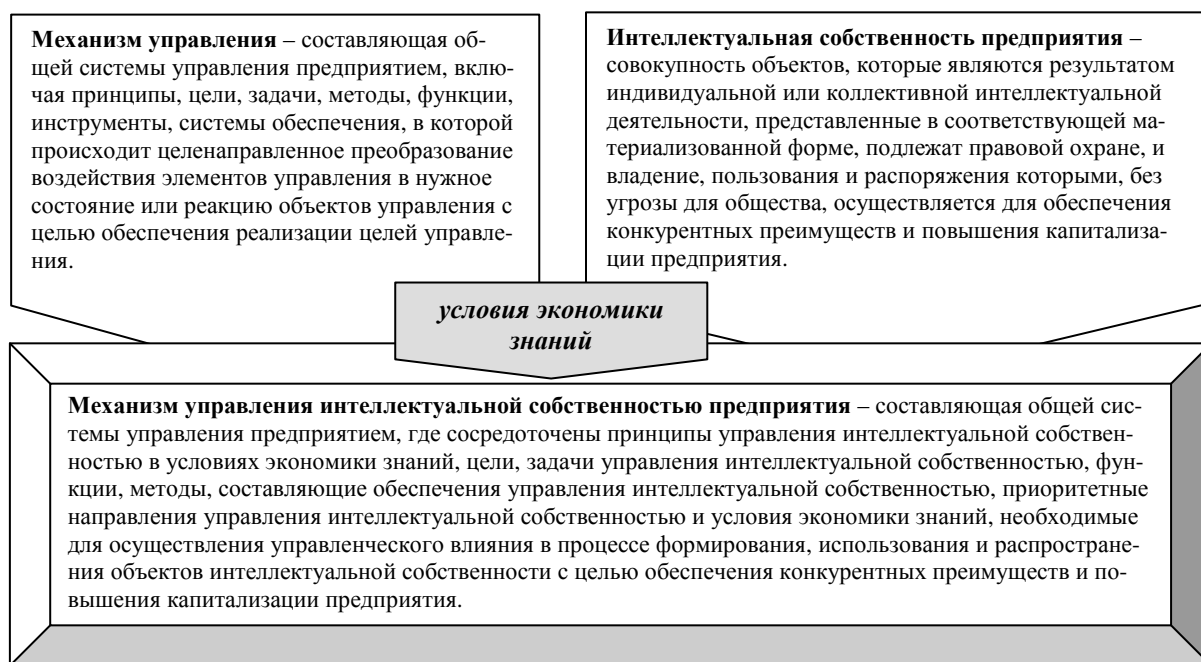 Механизм управления – составляющая об-
щей системы управления предприятием, вклю-
чая принципы, цели, задачи, методы, функции,
инструменты, системы обеспечения, в которой
происходит целенаправленное преобразование
воздействия элементов управления в нужное
состояние или реакцию объектов управления с
целью обеспечения реализации целей управле-
ния.
Интеллектуальная собственность предприятия –
совокупность объектов, которые являются результатом
индивидуальной или коллективной интеллектуальной
деятельности, представленные в соответствующей ма-
териализованной форме, подлежат правовой охране, и
владение, пользования и распоряжения которыми, без
угрозы для общества, осуществляется для обеспечения
конкурентных преимуществ и повышения капитализа-
ции предприятия.
условия экономики
знаний
Механизм управления интеллектуальной собственностью предприятия – составляющая общей сис-
темы управления предприятием, где сосредоточены принципы управления интеллектуальной собствен-
ностью в условиях экономики знаний, цели, задачи управления интеллектуальной собственностью, фун-
кции, методы, составляющие обеспечения управления интеллектуальной собственностью, приоритетные
направления управления интеллектуальной собственностью и условия экономики знаний, необходимые
для осуществления управленческого влияния в процессе формирования, использования и распростране-
ния объектов интеллектуальной собственности с целью обеспечения конкурентных преимуществ и по-
вышения капитализации предприятия.